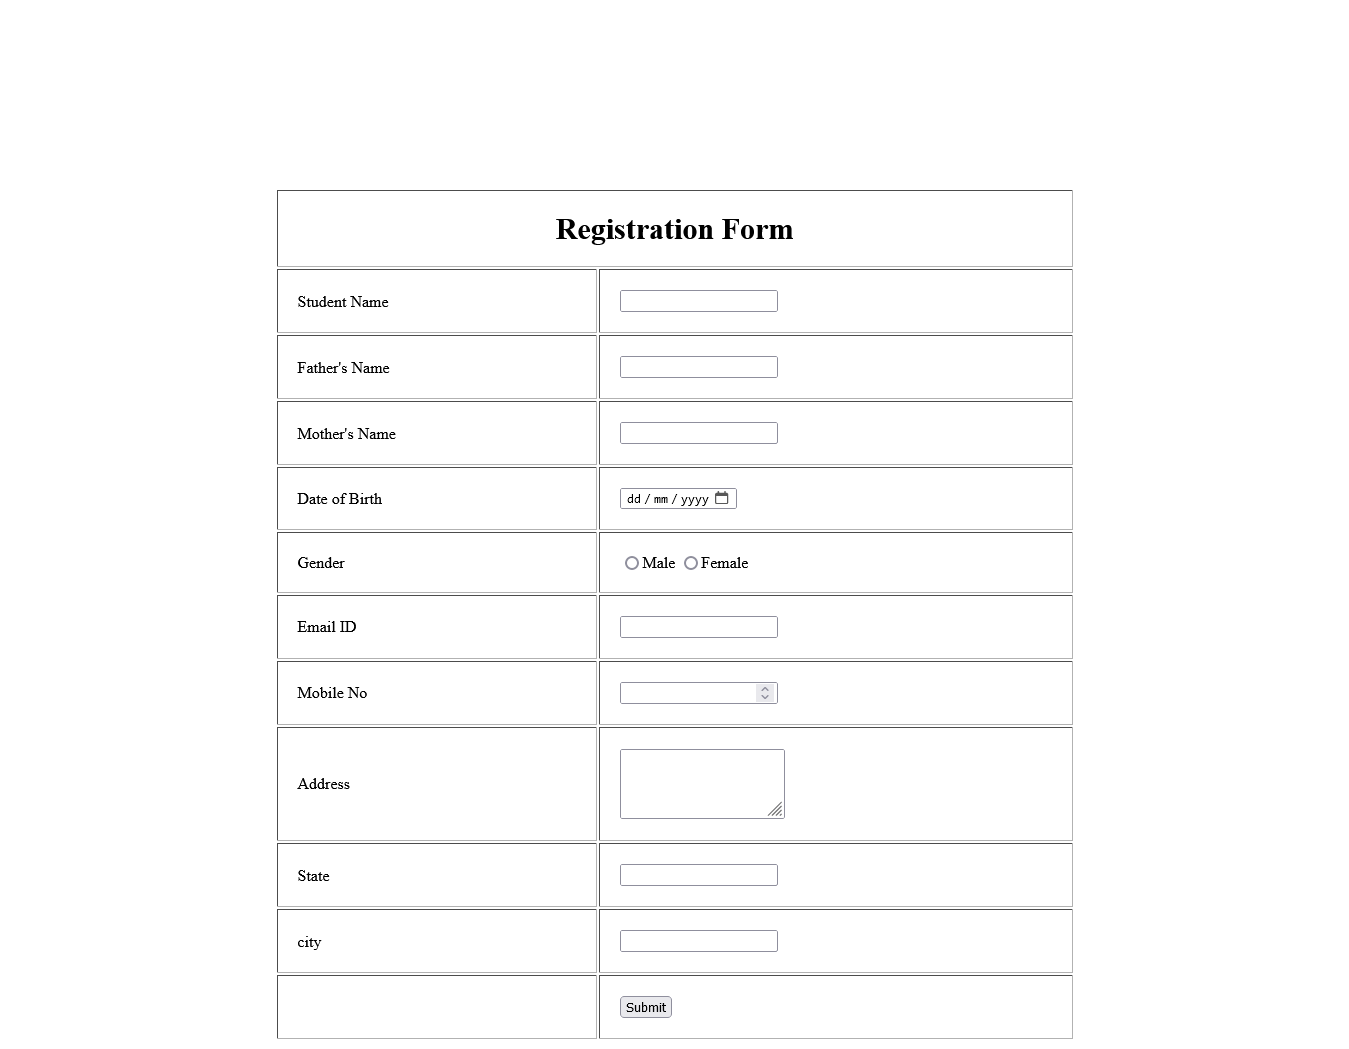 Registration Form
Student Name
Father's Name
Mother's Name
Date of Birth dd / mm / yyyy
Gender Male Female
Email ID
Mobile No
Address
State
city
Submit